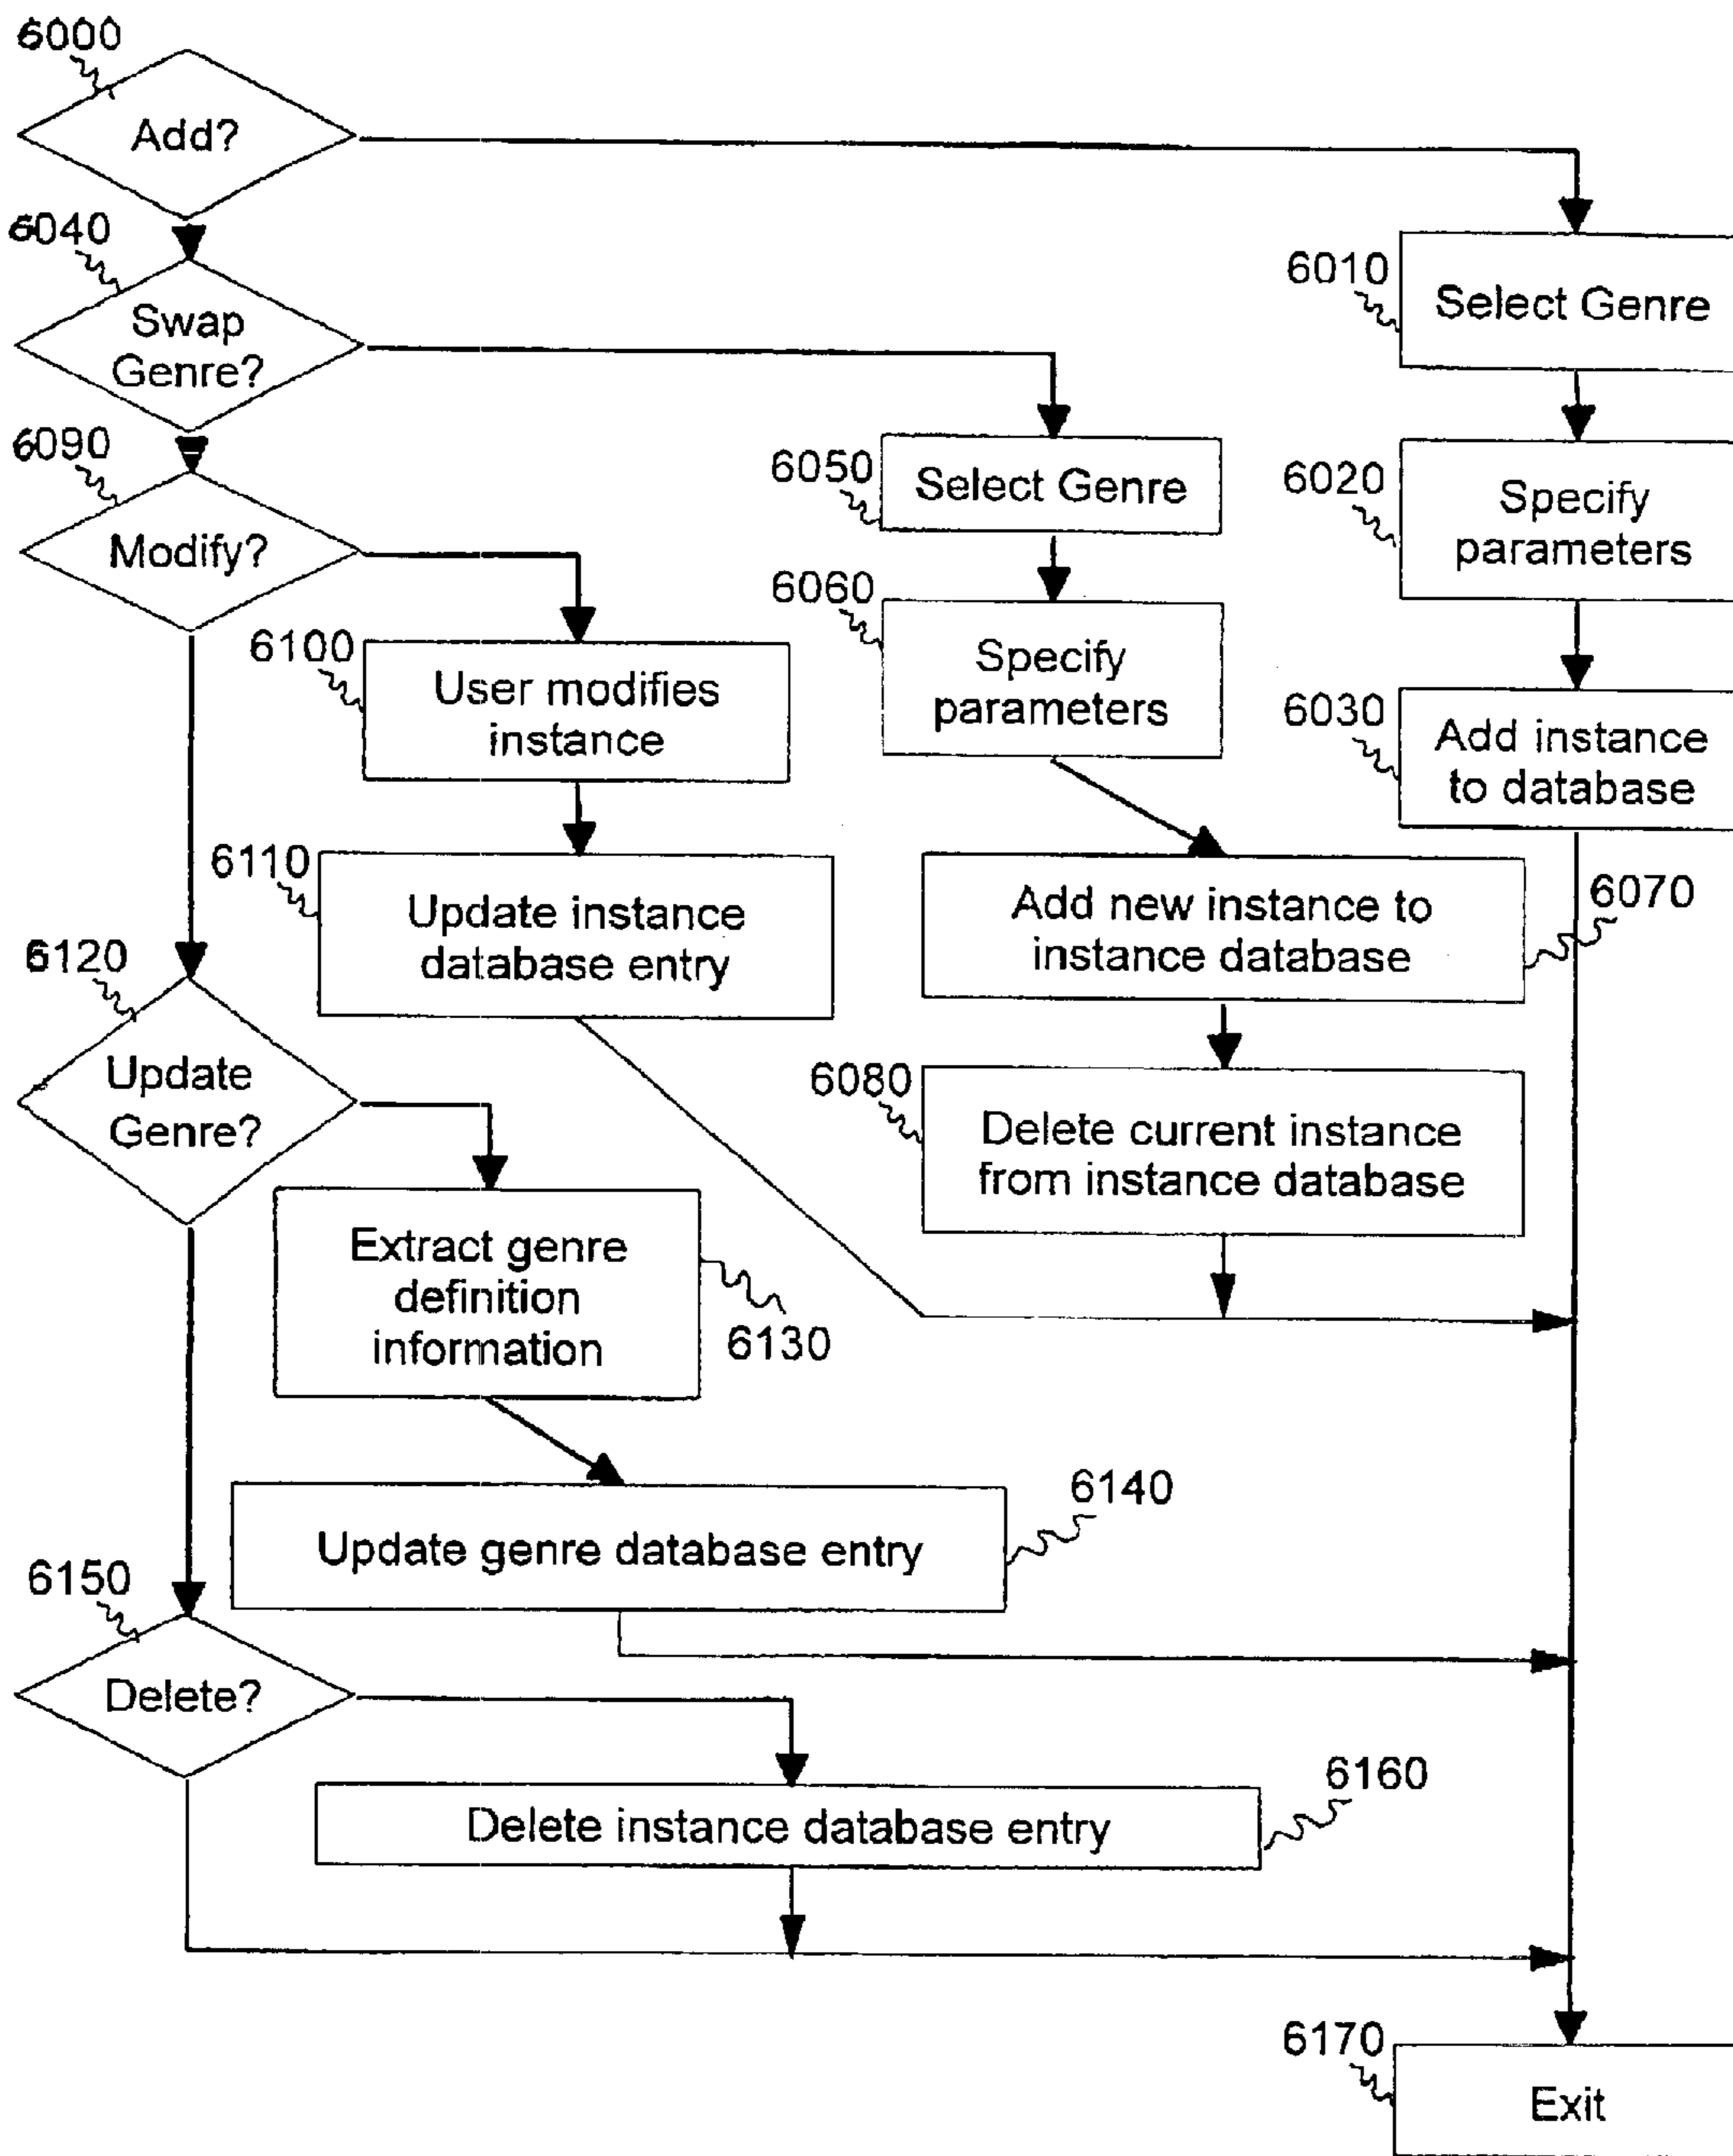 6000
Add?
6040
Swap
Genre?
6010
Select Genre
6090
Modify?
6050
Select Genre
6020
Specify
parameters
6060
Specify
parameters
6100
User modifies
instance
6030
Add instance
to database
6110
Update instance
database entry
Add new instance to
instance database
6070
6120
Update
Genre?
6080
Delete current instance
from instance database
Extract genre
definition
information
6130
6140
Update genre database entry
6150
Delete?
6160
Delete instance database entry
6170
Exit